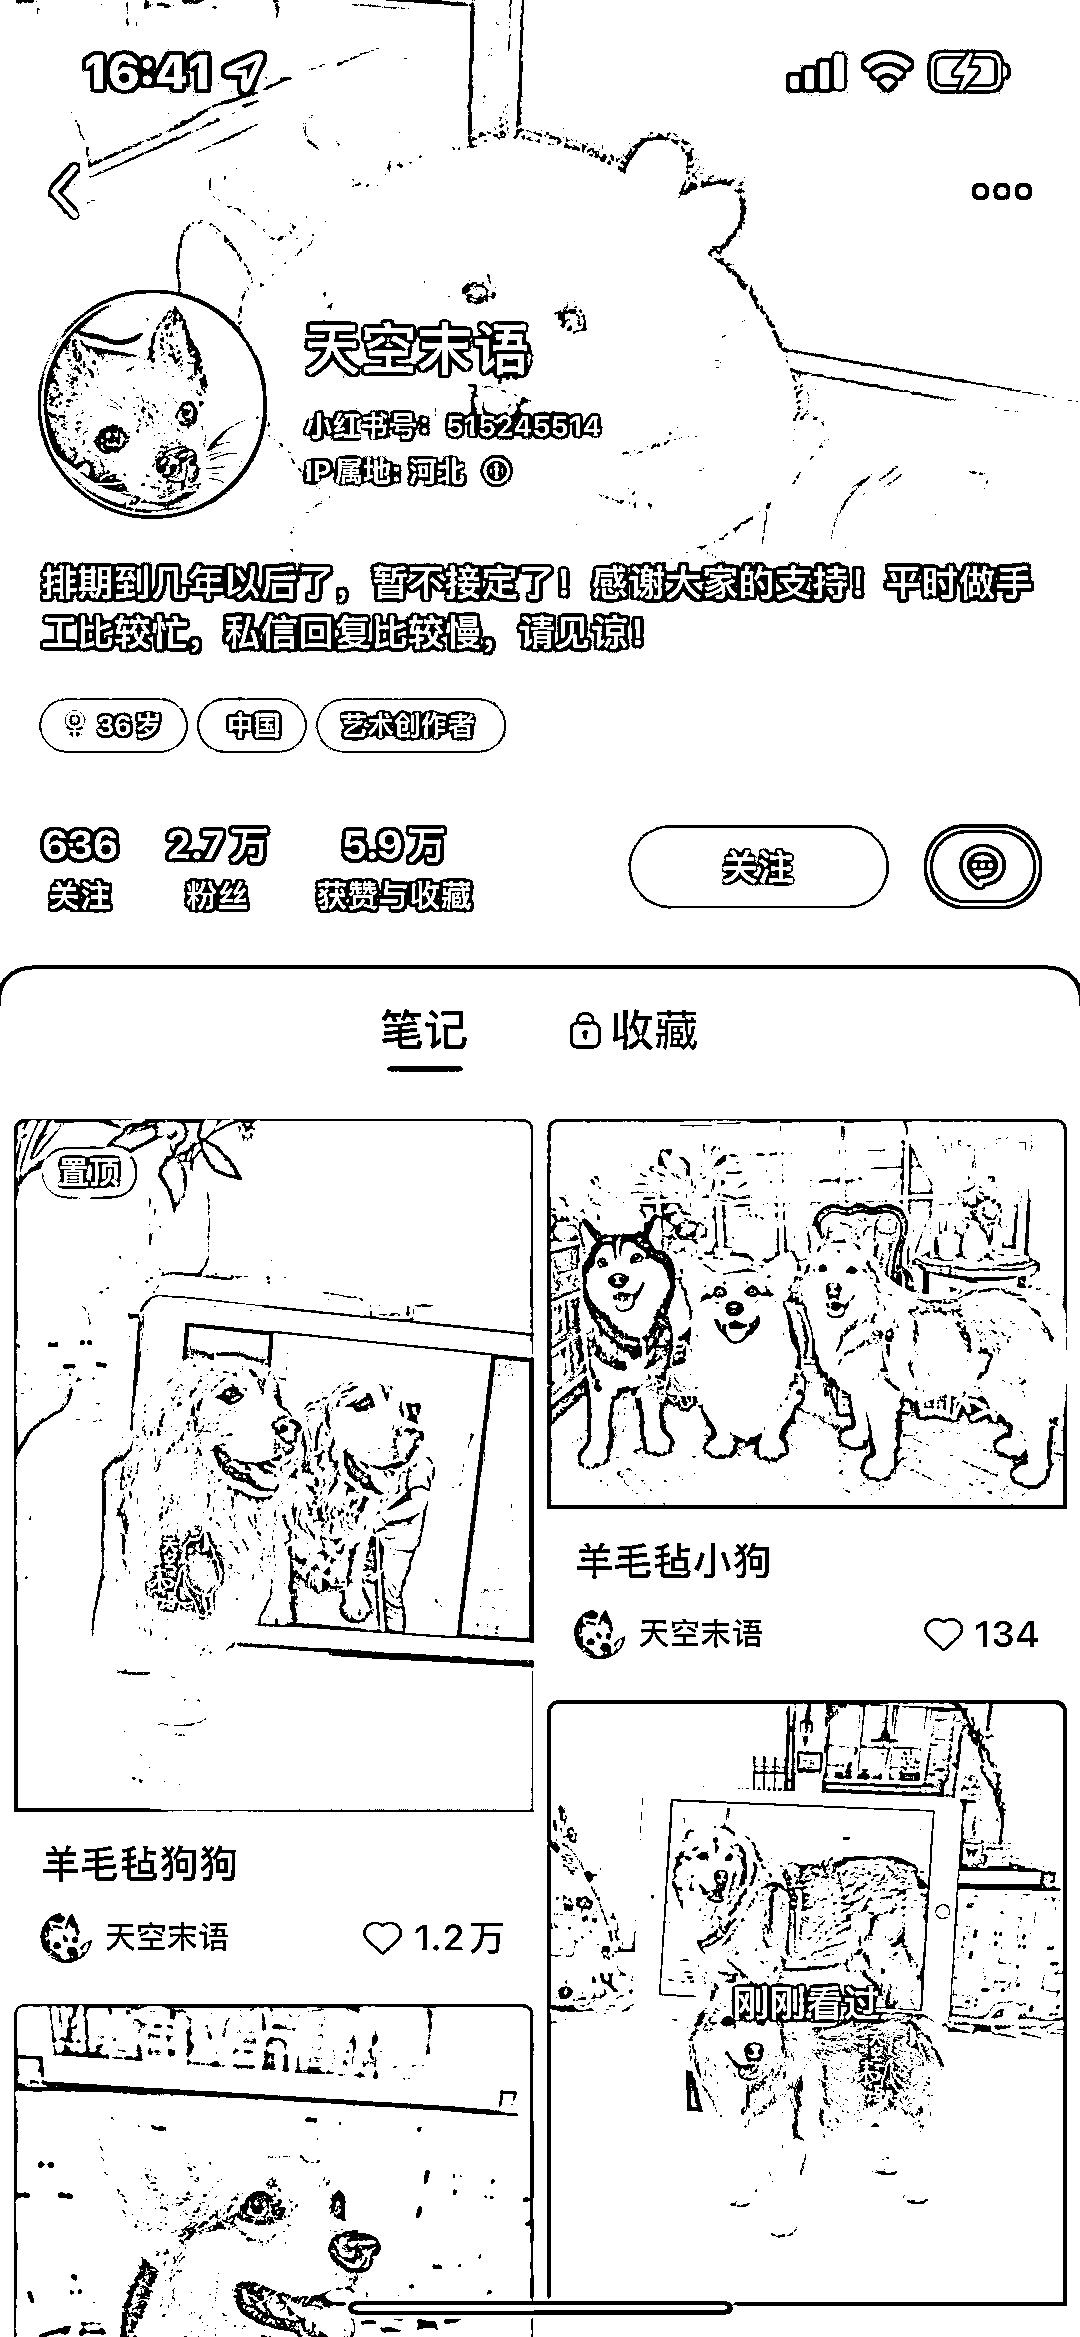 16:41
天空末语
小红书号：515245514
IP属地：河北
排期到几年以后了，暂不接定了！感谢大家的支持！平时做手
工比较忙，私信回复比较慢，请见谅！
36岁
中国
艺术创作者
636
关注
2.7万
粉丝
5.9万
获赞与收藏
关注
笔记
收藏
置顶
羊毛毡狗狗
天空末语
1.2万
羊毛毡小狗
天空末语
134
刚刚看过